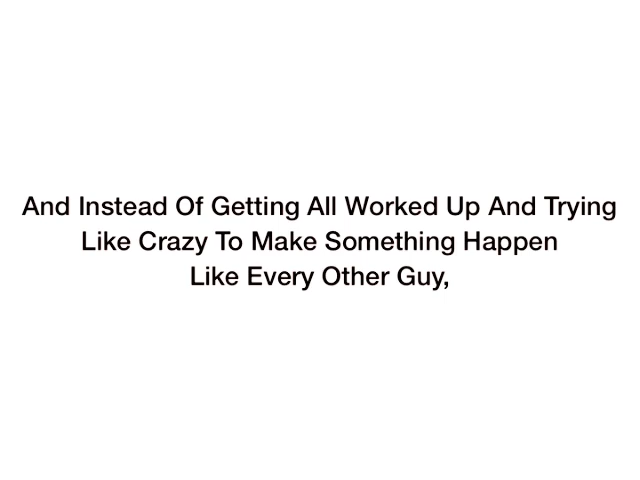 And Instead Of Getting All Worked Up And Trying
Like Crazy To Make Something Happen
Like Every Other Guy,